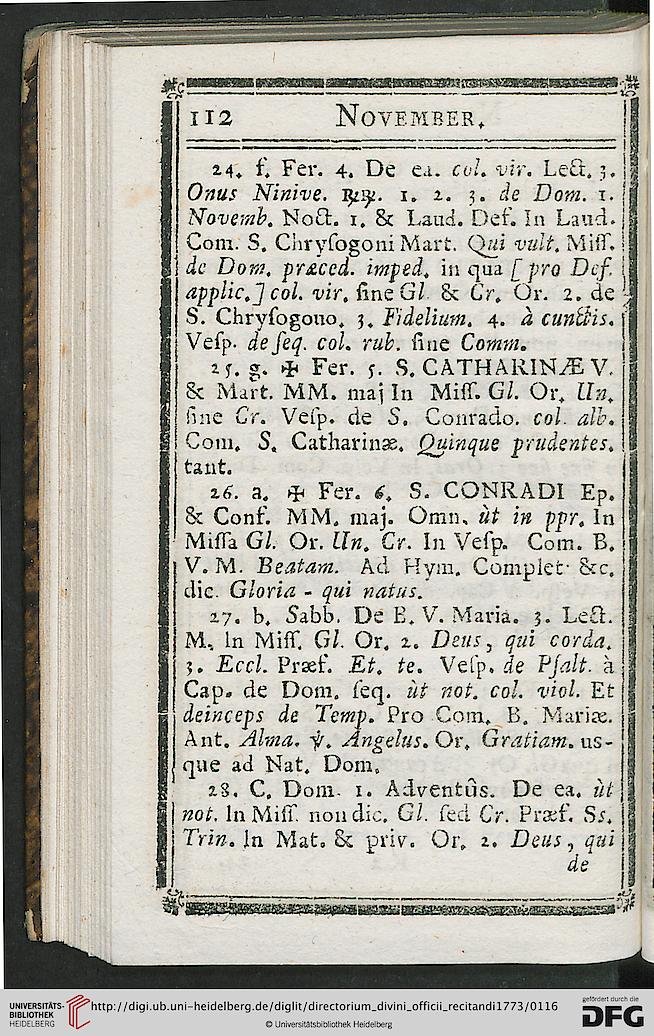 112 NOVEMBER.
24. f. Fer. 4. De ea. col. vir. Lect. 3.
Onus Ninive. ℟℟. 1. 2. 3. de Dom. 1.
Novemb. Noct. 1. & Laud. Def. In Laud.
Com. S. Chryſogoni Mart. Qui vult. Miſſ.
de Dom. præced. imped. in qua [pro Def.
applic.] col. vir. ſine Gl. & Cr. Or. 2. de
S. Chryſogono. 3. Fidelium. 4. à cunctis.
Veſp. de ſeq. col. rub. ſine Comm.
25. g. ✠ Fer. 5. S. CATHARINÆ V.
& Mart. MM. maj In Miſſ. Gl. Or. Un.
ſine Cr. Veſp. de S. Conrado. col. alb.
Com. S. Catharinæ. Quinque prudentes.
tant.
26. a. ✠ Fer. 6. S. CONRADI Ep.
& Conf. MM. maj. Omn. ùt in ppr. In
Miſſa Gl. Or. Un. Cr. In Veſp. Com. B.
V. M. Beatam. Ad Hym. Complet. &c.
dic. Gloria - qui natus.
27. b. Sabb. De B. V. Maria. 3. Lect.
M. In Miſſ. Gl. Or. 2. Deus, qui corda.
3. Eccl. Præf. Et. te. Veſp. de Pſalt. à
Cap. de Dom. ſeq. ùt not. col. viol. Et
deinceps de Temp. Pro Com. B. Mariæ.
Ant. Alma. ℣. Angelus. Or. Gratiam. us-
que ad Nat. Dom.
28. C. Dom. 1. Adventûs. De ea. ùt
not. In Miſſ. non dic. Gl. ſed Cr. Præf. Ss.
Trin. In Mat. & priv. Or. 2. Deus, qui
de
UNIVERSITÄTS-
BIBLIOTHEK
HEIDELBERG
http://digi.ub.uni-heidelberg.de/diglit/directorium_divini_officii_recitandi1773/0116
© Universitätsbibliothek Heidelberg
gefördert durch die
DFG